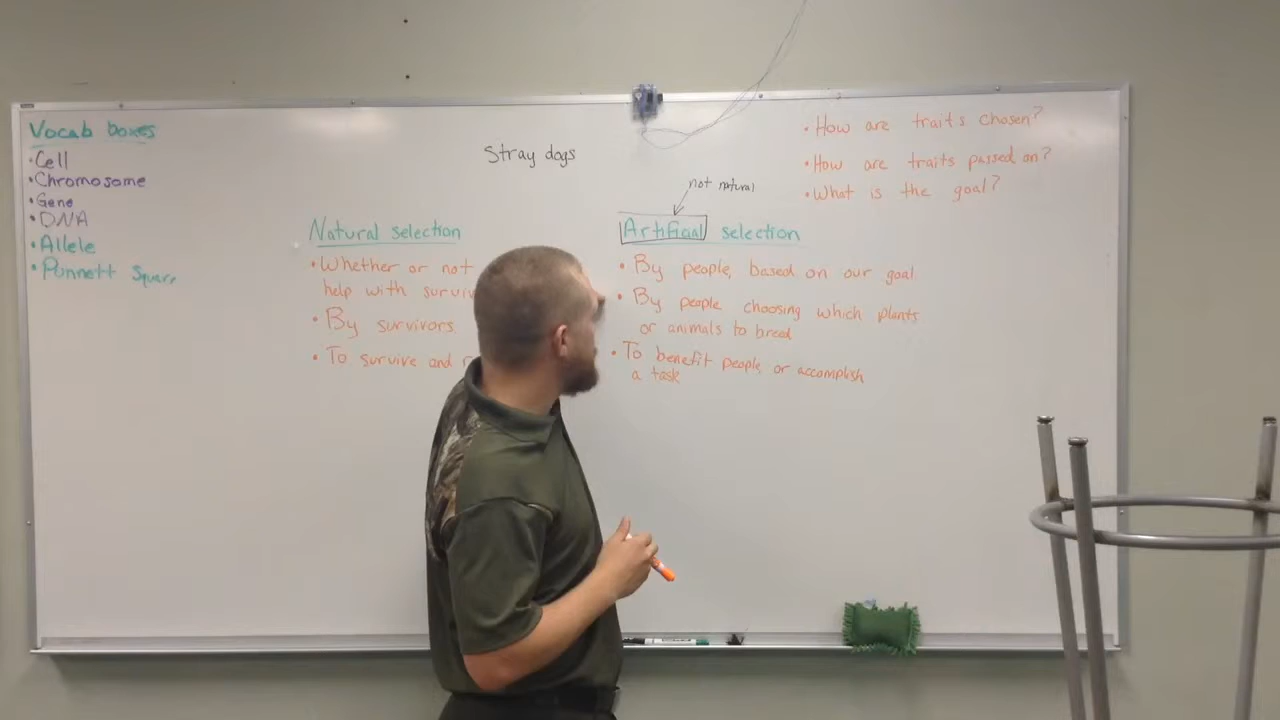 Vocab boxes
•Cell
•Chromosome
•Gene
•DNA
•Allele
•Punnett Square
Stray dogs
•How are traits chosen?
•How are traits passed on?
•What is the goal?
Natural selection
•Whether or not
help with
•By survivors
•To survive and
not natural
Artificial selection
•By people, based on our goal
•By people choosing which plants
or animals to breed
•To benefit people, or accomplish
a task